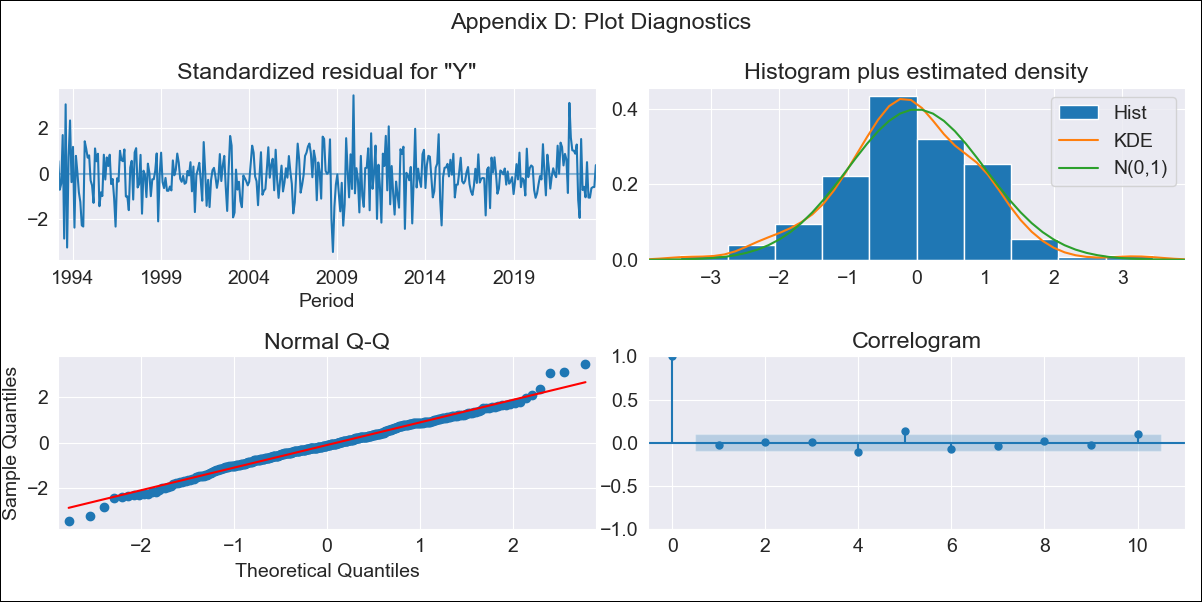 Appendix D: Plot Diagnostics
Standardized residual for "Y"
2
0
−2
1994 1999 2004 2009 2014 2019
Period
Histogram plus estimated density
0.4
0.2
0.0
−3 −2 −1 0 1 2 3
Hist
KDE
N(0,1)
Normal Q-Q
Sample Quantiles
2
0
−2
−2 −1 0 1 2
Theoretical Quantiles
Correlogram
1.0
0.5
0.0
−0.5
−1.0
0 2 4 6 8 10